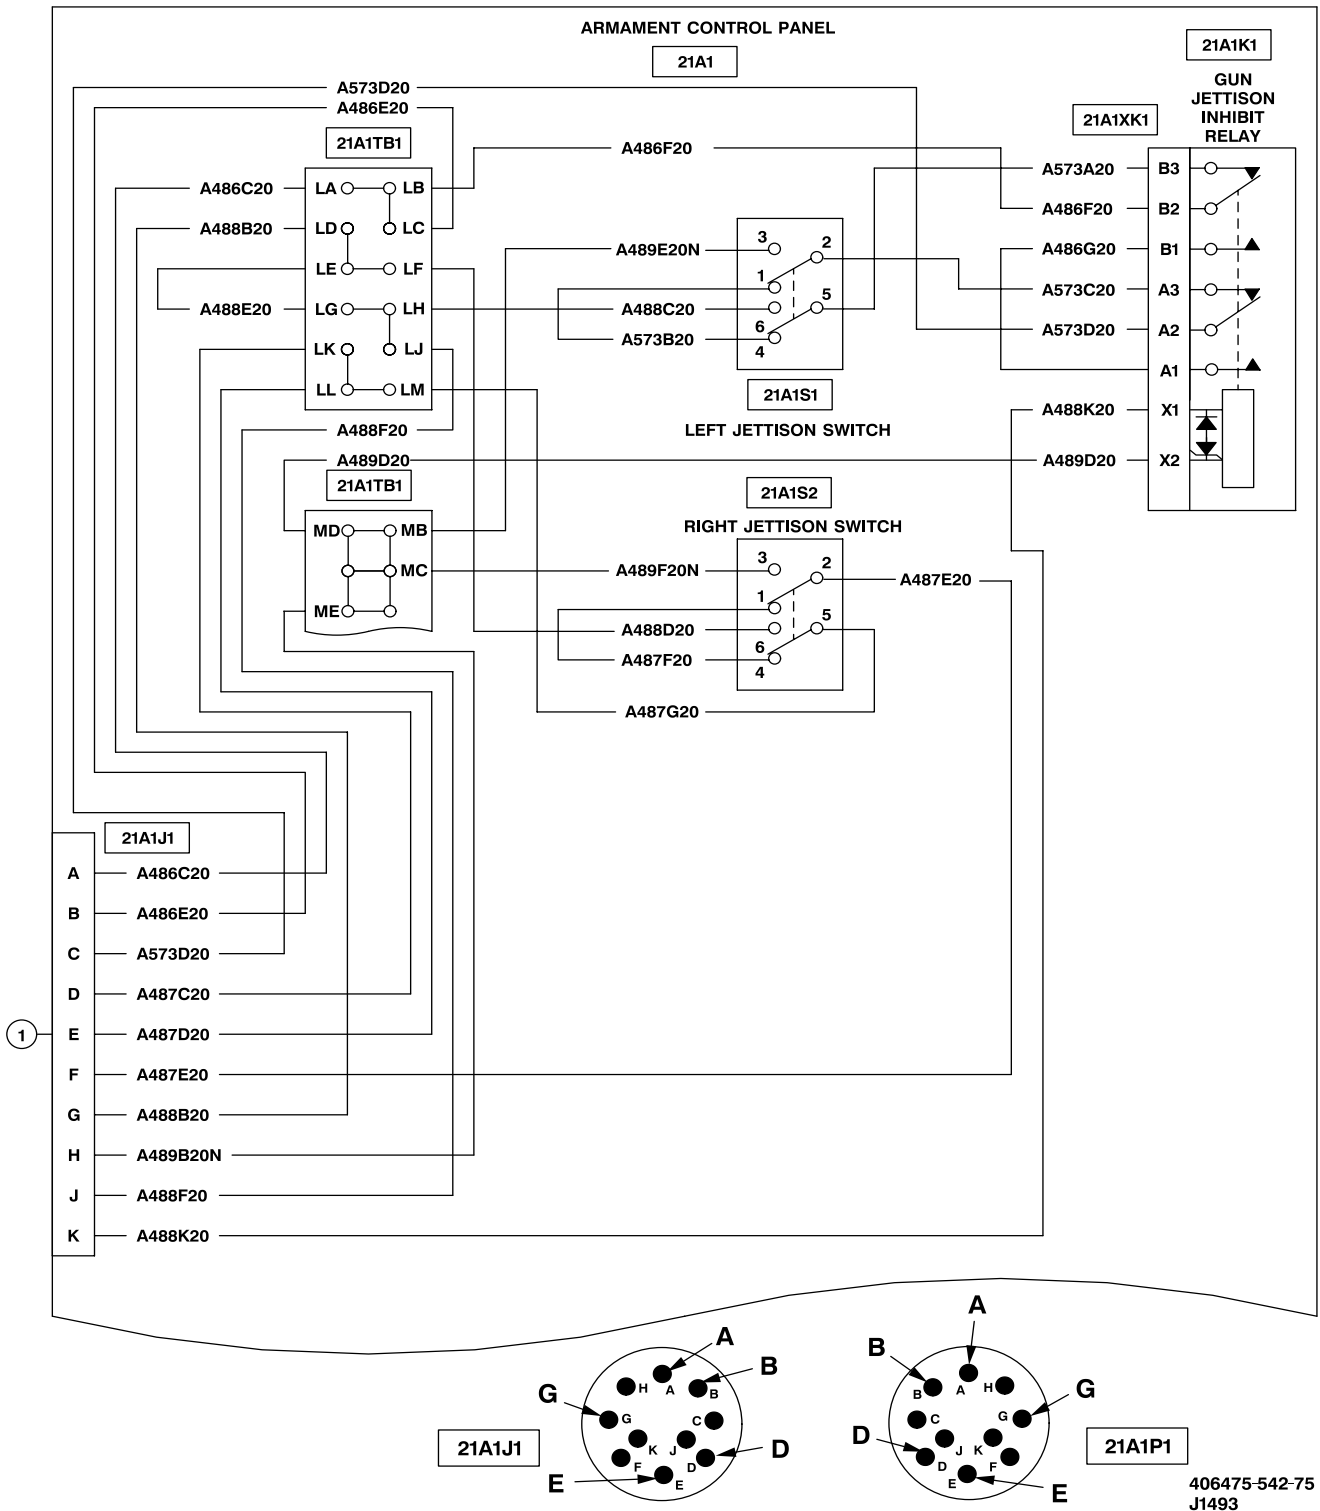 ARMAMENT CONTROL PANEL
21A1
21A1K1
GUN
JETTISON
INHIBIT
RELAY
21A1XK1
A573D20
A486E20
21A1TB1
A486C20
LA
LB
A488B20
LD
LC
LE
LF
A488E20
LG
LH
LK
LJ
LL
LM
A488F20
A489D20
21A1TB1
MD
MB
MC
ME
A486F20
A489E20N
A488C20
A573B20
3
2
1
5
6
4
21A1S1
LEFT JETTISON SWITCH
A573A20
B3
A486F20
B2
A486G20
B1
A573C20
A3
A573D20
A2
A1
A488K20
X1
A489D20
X2
21A1S2
RIGHT JETTISON SWITCH
A489F20N
A488D20
A487F20
A487G20
3
2
1
5
6
4
A487E20
21A1J1
A A486C20
B A486E20
C A573D20
D A487C20
1
E A487D20
F A487E20
G A488B20
H A489B20N
J A488F20
K A488K20
A
B
G
D
E
H
A
B
G
C
K
J
F
D
E
21A1J1
A
B
G
D
E
B
A
H
C
G
J
K
D
F
E
21A1P1
406475-542-75
J1493